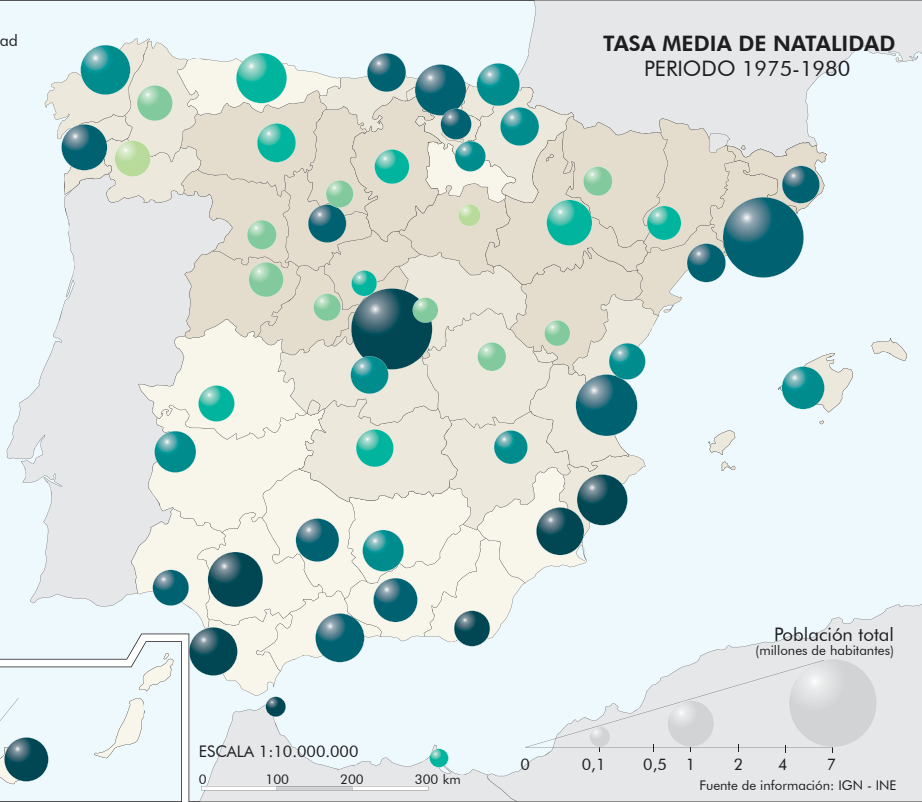 ad
TASA MEDIA DE NATALIDAD
PERIODO 1975-1980
Población total
(millones de habitantes)
0 0,1 0,5 1 2 4 7
Fuente de información: IGN - INE
ESCALA 1:10.000.000
0 100 200 300 km